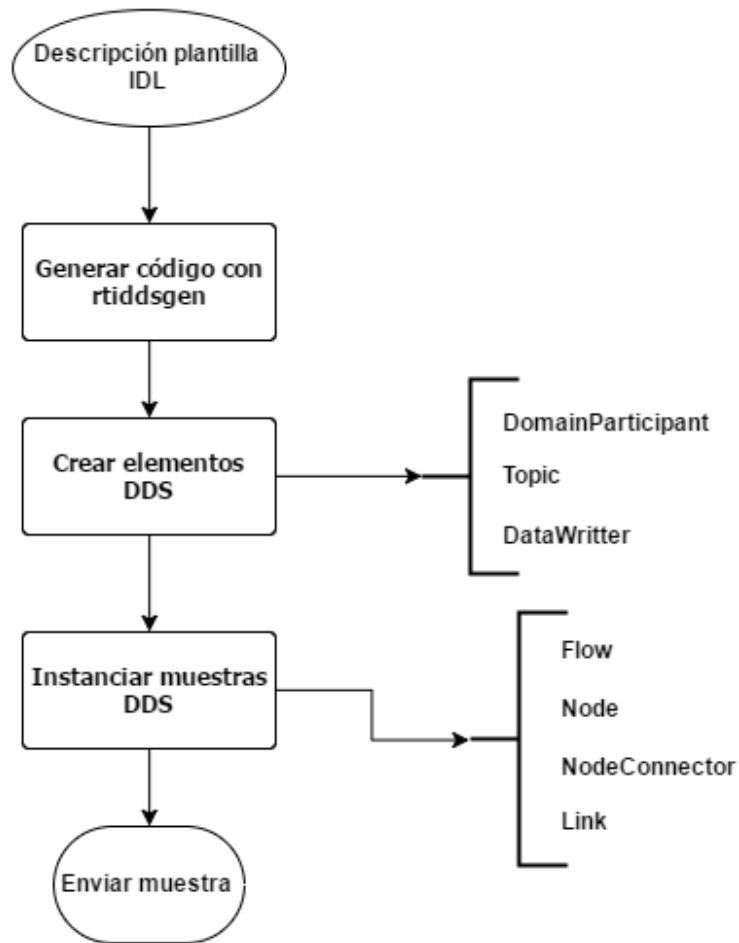 Descripción plantilla
IDL
Generar código con
rtiddsgen
Crear elementos
DDS
DomainParticipant
Topic
DataWritter
Instanciar muestras
DDS
Flow
Node
NodeConnector
Link
Enviar muestra